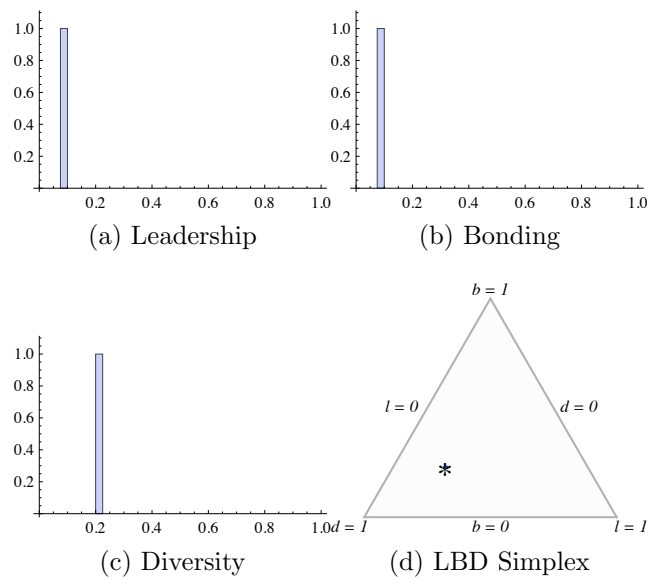 1.0
0.8
0.6
0.4
0.2
0.2 0.4 0.6 0.8 1.0
(a) Leadership
1.0
0.8
0.6
0.4
0.2
0.2 0.4 0.6 0.8 1.0
(b) Bonding
1.0
0.8
0.6
0.4
0.2
0.2 0.4 0.6 0.8 1.0
(c) Diversity
b = 1
l = 0 d = 0
*
d = 1 b = 0 l = 1
(d) LBD Simplex